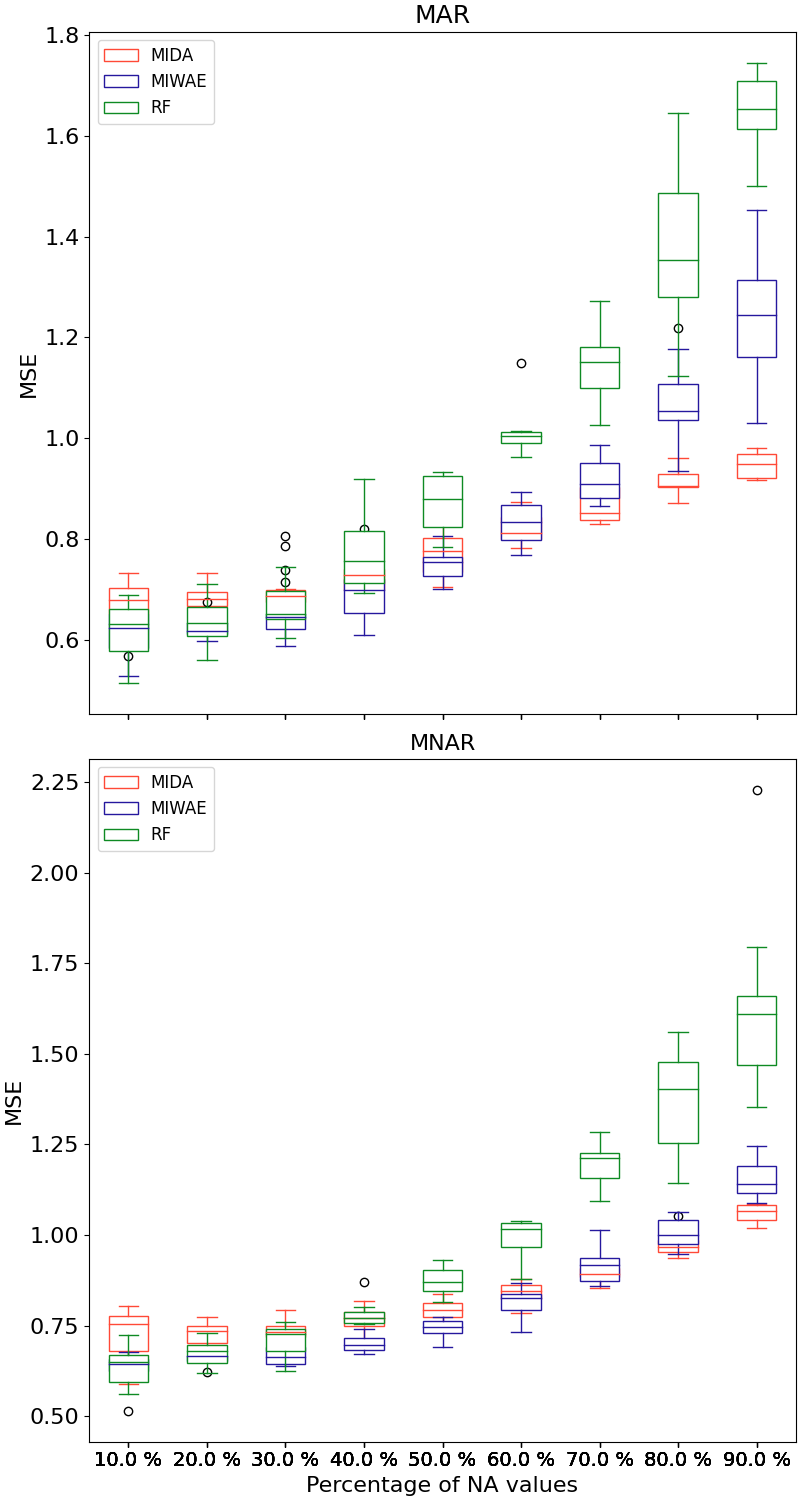 MAR
MIDA
MIWAE
RF
1.8
1.6
1.4
1.2
1.0
0.8
0.6
MSE
MNAR
MIDA
MIWAE
RF
2.25
2.00
1.75
1.50
1.25
1.00
0.75
0.50
MSE
10.0 % 20.0 % 30.0 % 40.0 % 50.0 % 60.0 % 70.0 % 80.0 % 90.0 %
Percentage of NA values